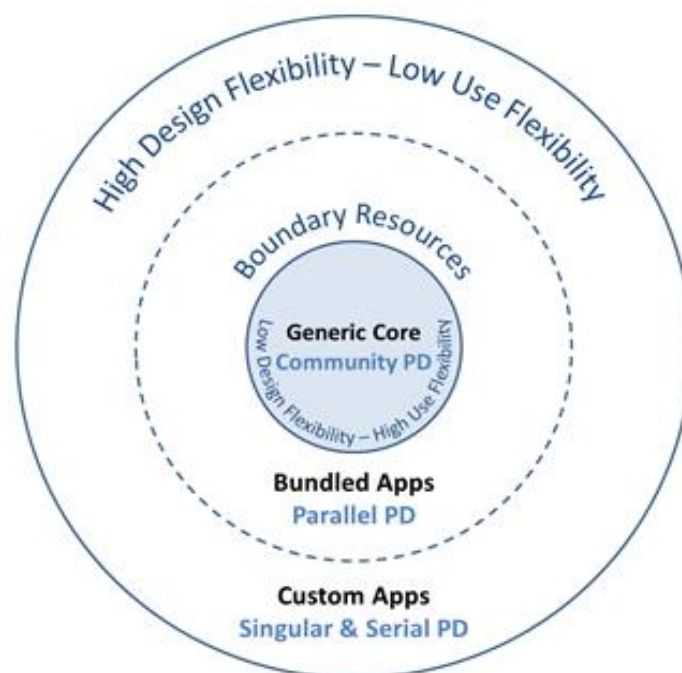 High Design Flexibility – Low Use Flexibility
Boundary Resources
Generic Core
Community PD
Low Design Flexibility – High Use Flexibility
Bundled Apps
Parallel PD
Custom Apps
Singular & Serial PD